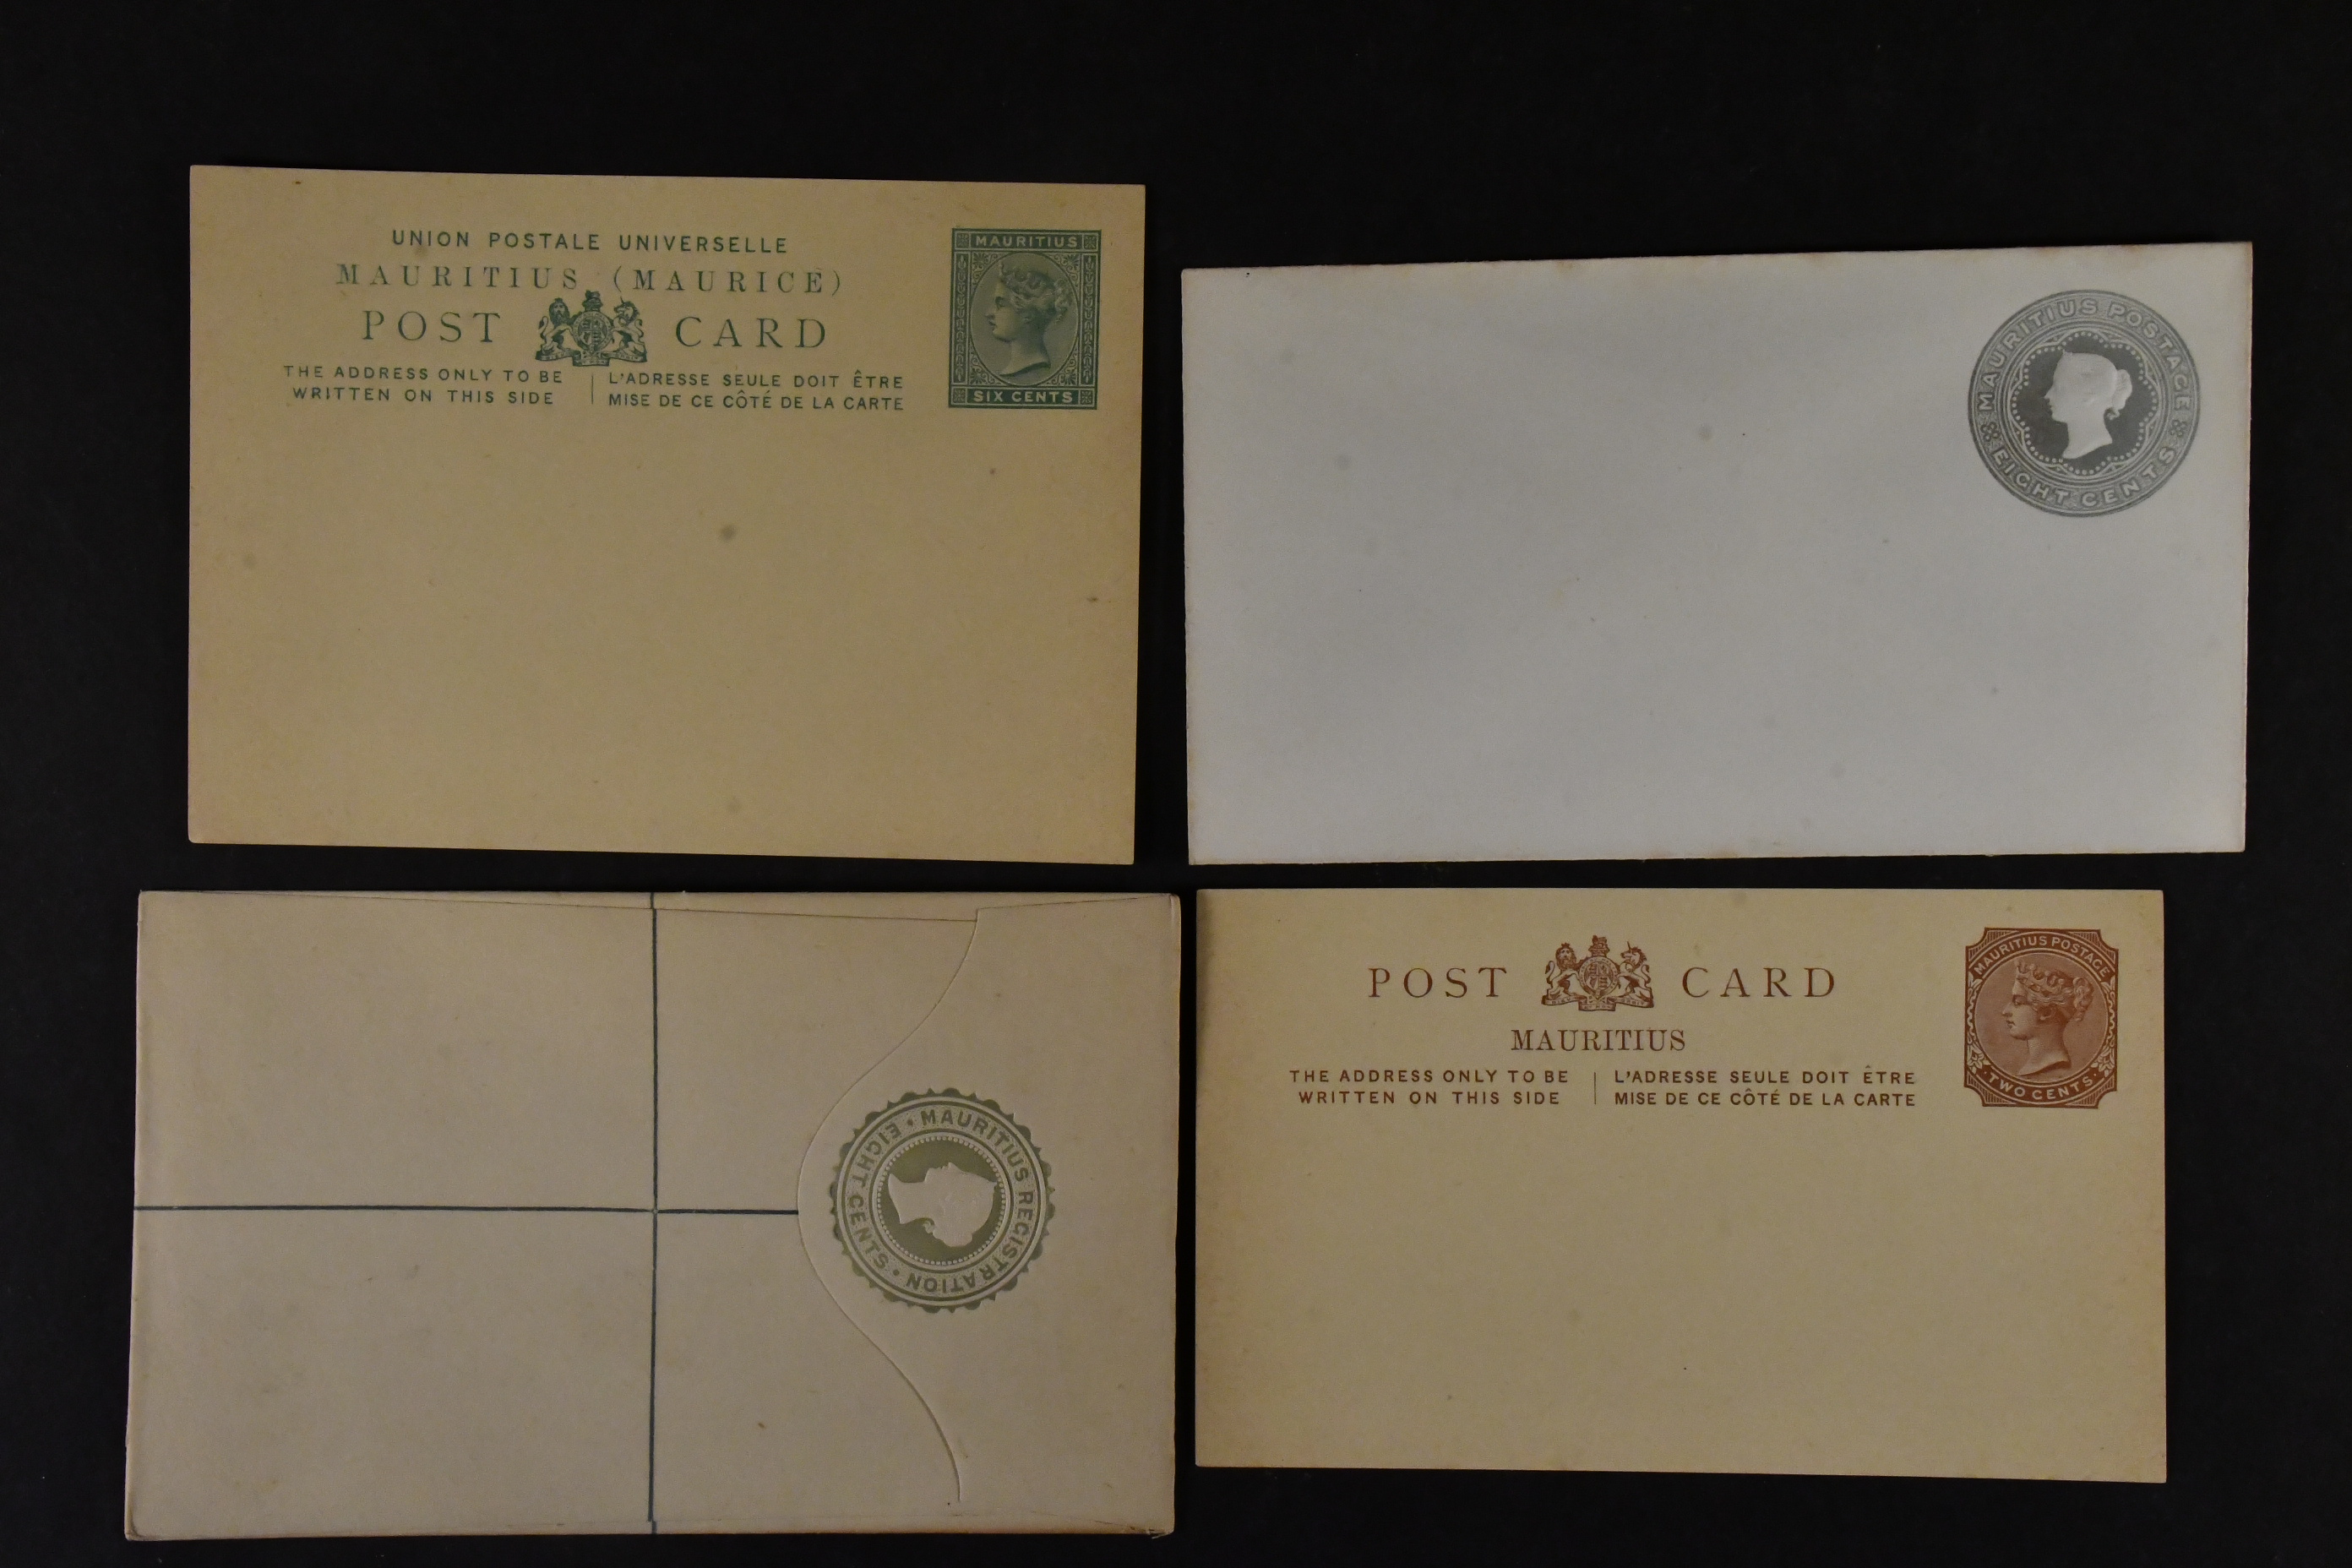 UNION POSTALE UNIVERSELLE
MAURITIUS (MAURICE)
POST CARD
THE ADDRESS ONLY TO BE
WRITTEN ON THIS SIDE
L'ADRESSE SEULE DOIT ÊTRE
MISE DE CE CÔTÉ DE LA CARTE
MAURITIUS
SIX CENTS
MAURITIUS POSTAGE
EIGHT CENTS
MAURITIUS REGISTRATION
EIGHT CENTS
POST CARD
MAURITIUS
THE ADDRESS ONLY TO BE
WRITTEN ON THIS SIDE
L'ADRESSE SEULE DOIT ÊTRE
MISE DE CE CÔTÉ DE LA CARTE
MAURITIUS POSTAGE
TWO CENTS